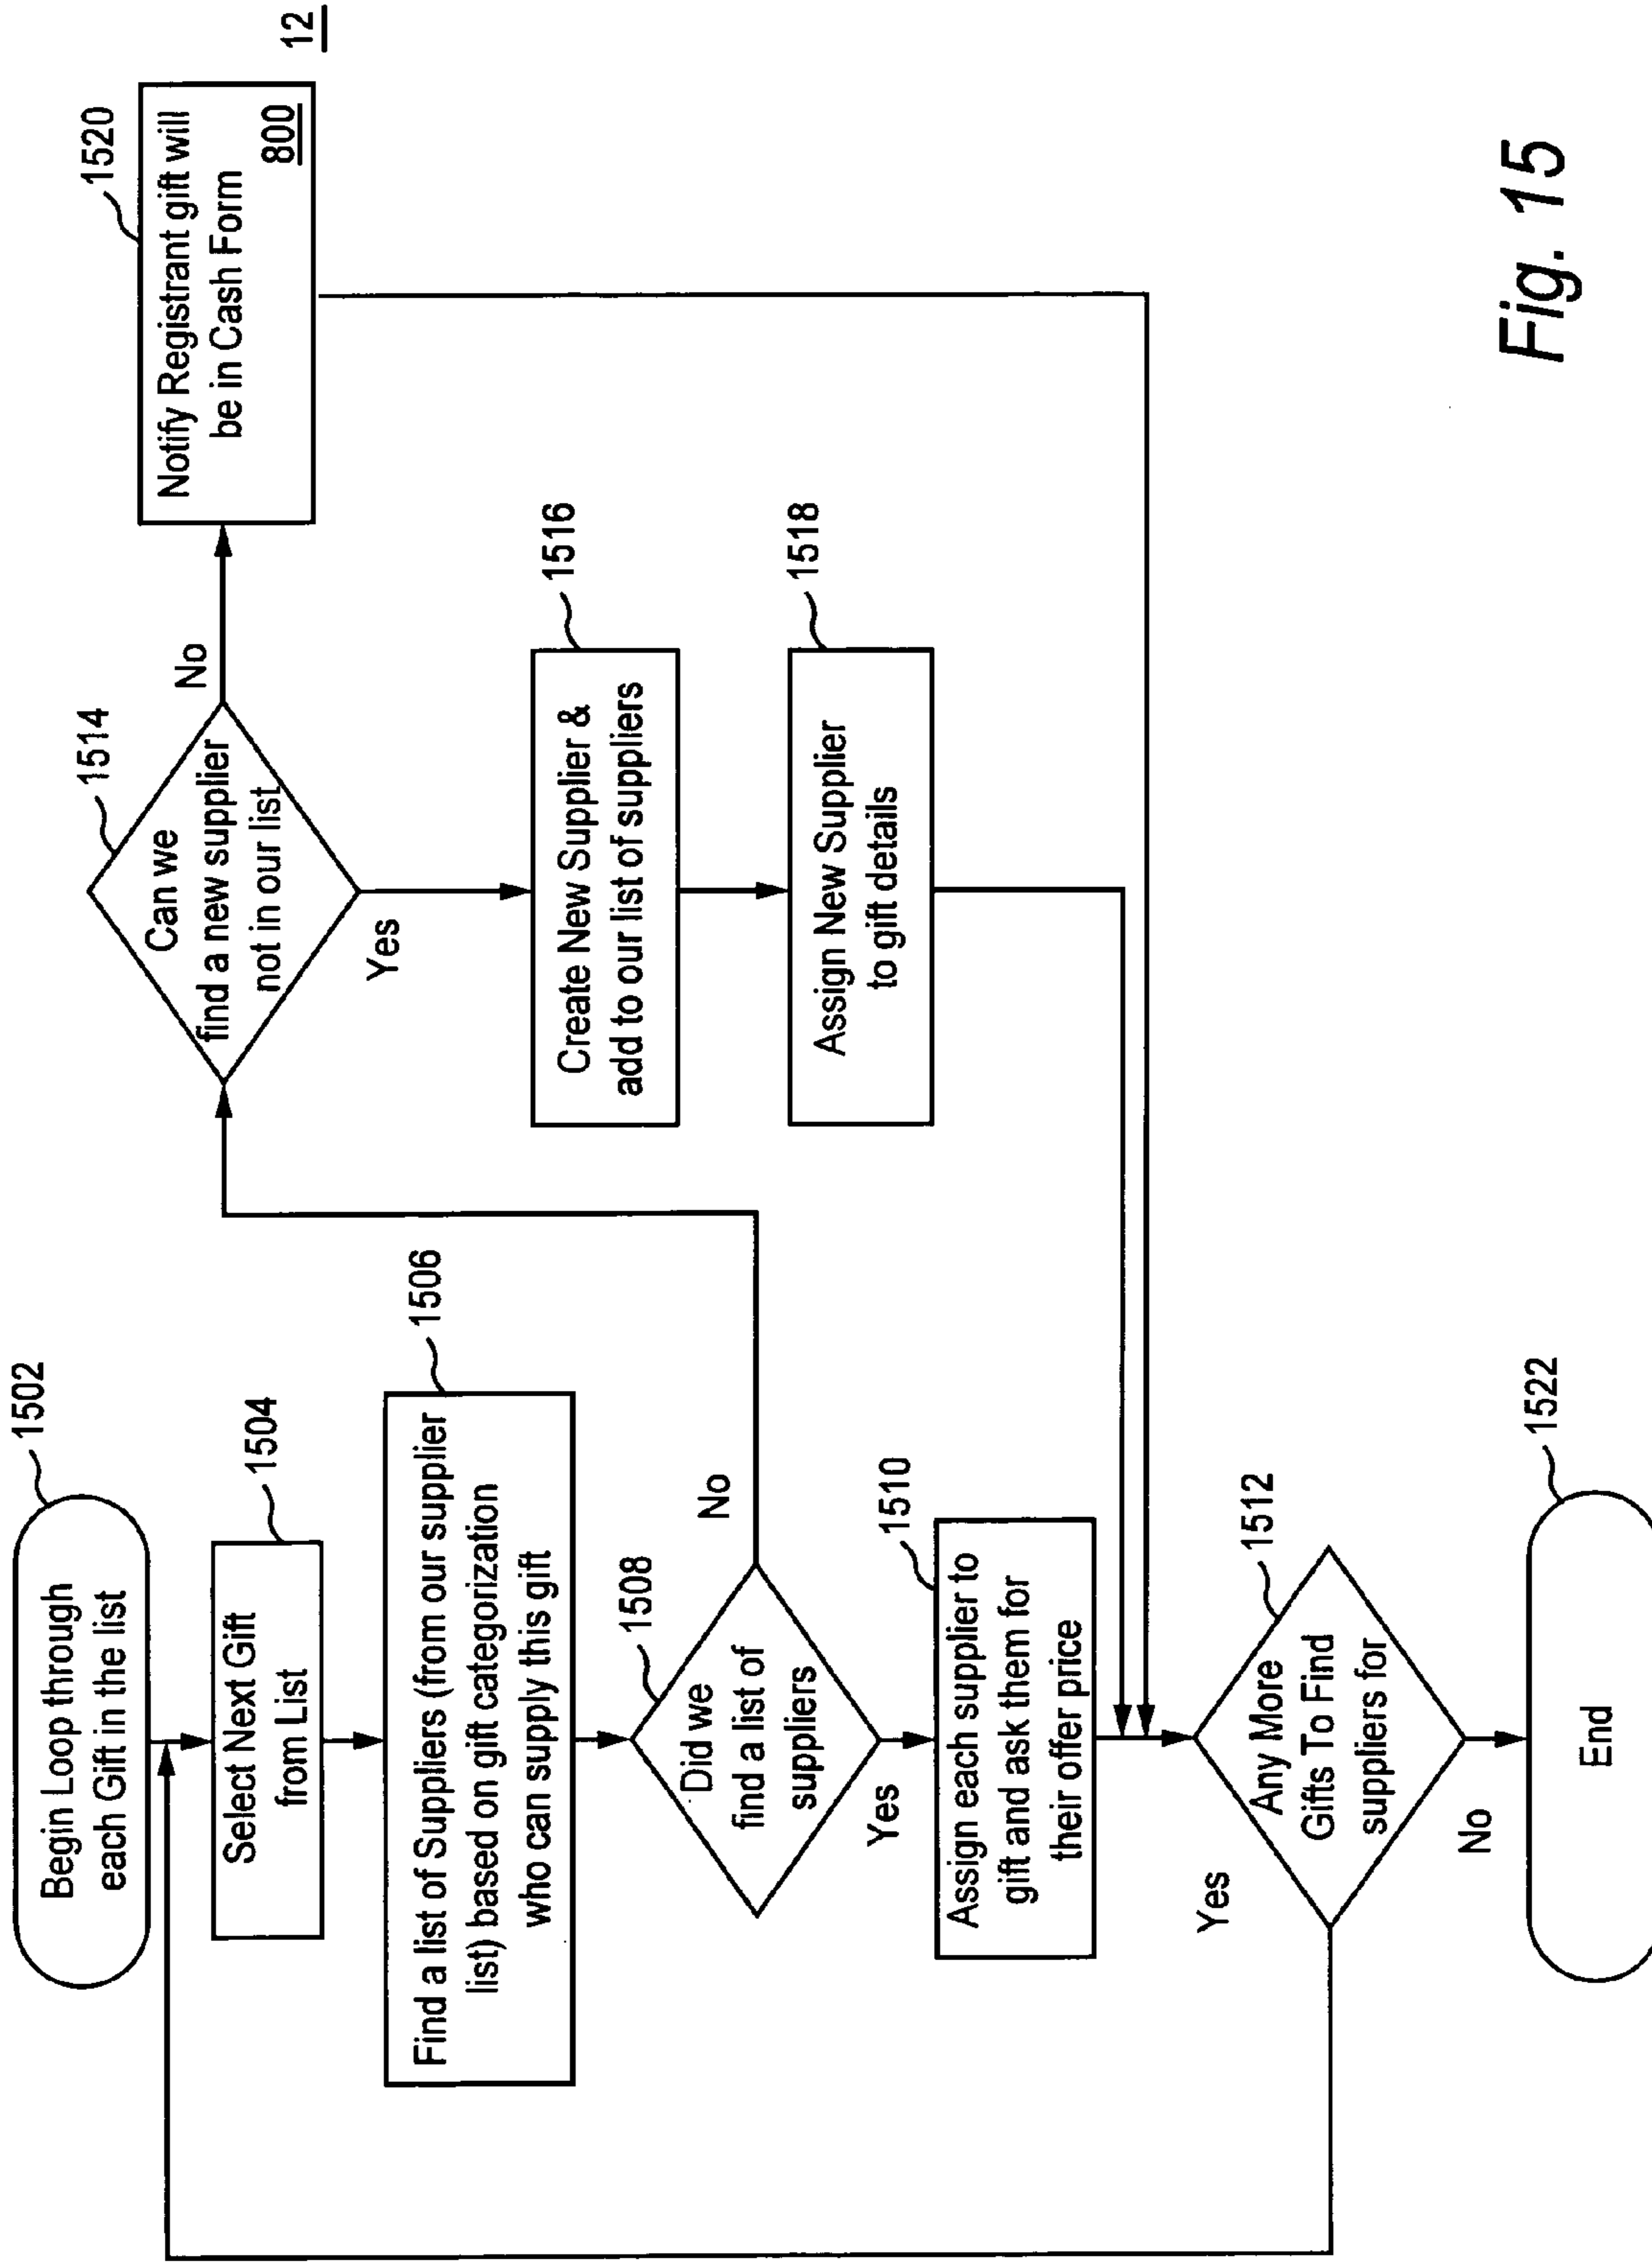 Begin Loop through
each Gift in the list
1502
Select Next Gift
from List
1504
Find a list of Suppliers (from our supplier
list) based on gift categorization
who can supply this gift
1506
Did we
find a list of
suppliers
1508
No
Yes
Assign each supplier to
gift and ask them for
their offer price
1510
Any More
Gifts To Find
suppliers for
1512
Yes
No
End
1522
Can we
find a new supplier
not in our list
1514
No
Yes
Create New Supplier &
add to our list of suppliers
1516
Assign New Supplier
to gift details
1518
Notify Registrant gift will
be in Cash Form
800
1520
12
Fig. 15